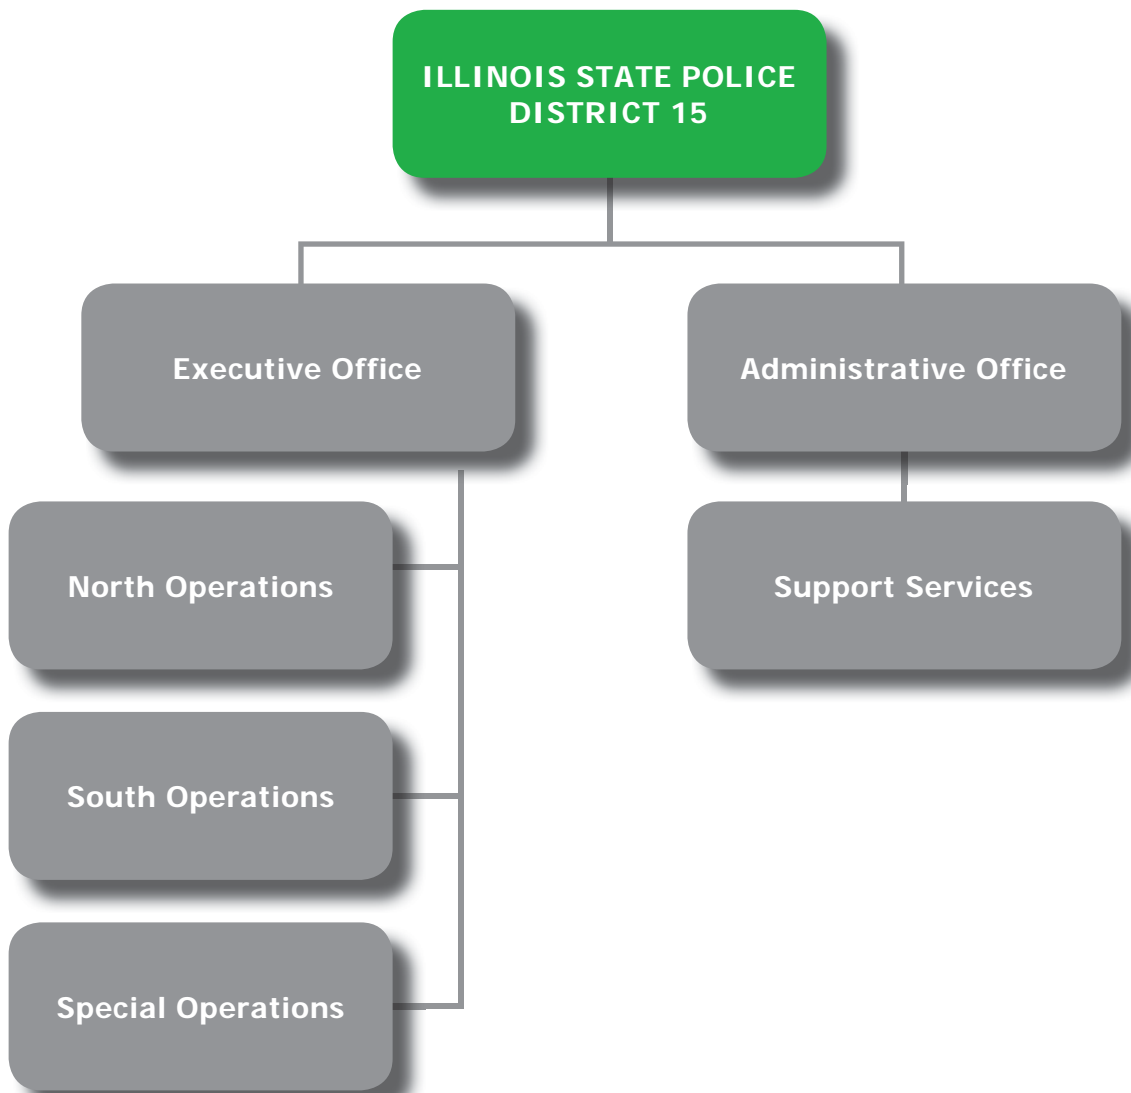 ILLINOIS STATE POLICE
DISTRICT 15
Executive Office
Administrative Office
North Operations
Support Services
South Operations
Special Operations